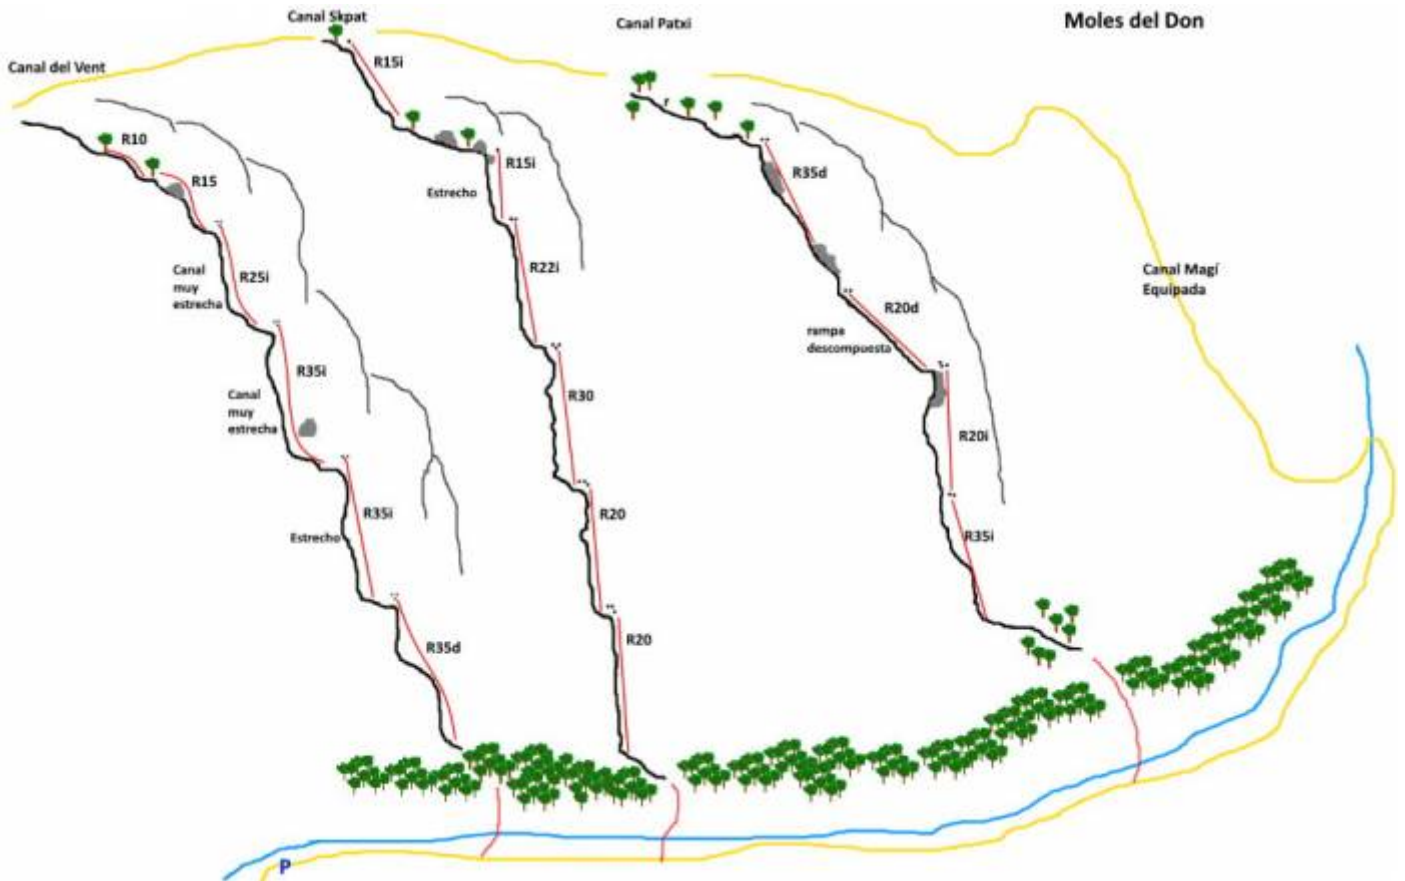 Canal Skpat
Canal Patxi
Moles del Don
Canal del Vent
R15i
R10
R15
R15i
Estrecho
R35d
Canal
muy
estrecha
R25i
R22i
Canal Magí
Equipada
R20d
rampa
descompuesta
R35i
R30
Canal
muy
estrecha
R20i
R35i
Estrecho
R20
R35i
R35d
R20
P